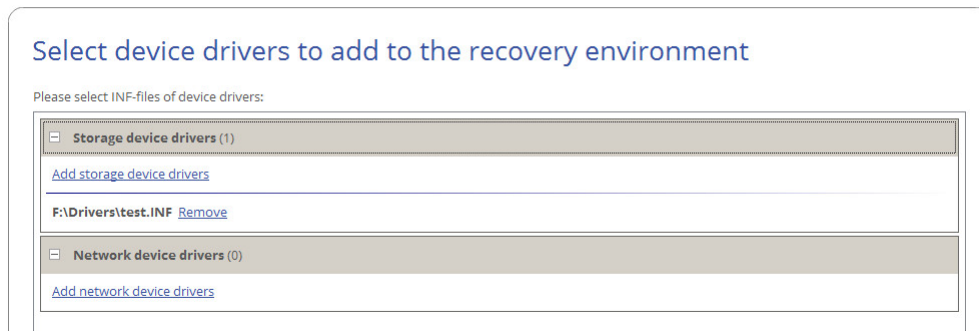 Select device drivers to add to the recovery environment
Please select INF-files of device drivers:
Storage device drivers (1)
Add storage device drivers
F:\Drivers\test.INF Remove
Network device drivers (0)
Add network device drivers